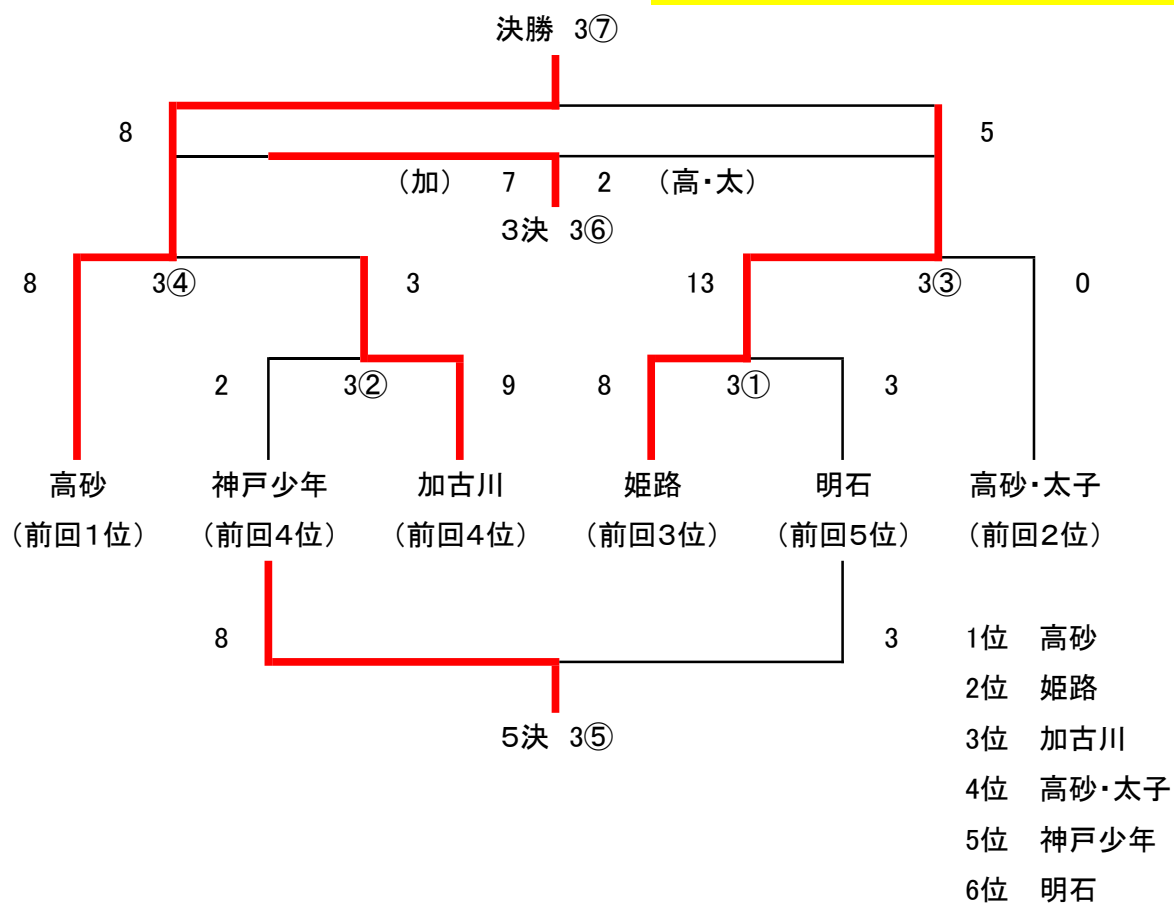 決勝 3⑦
8 5
（加） 7 2 （高・太）
３決 3⑥
8 3④ 3 13 3③ 0
2 3② 9 8 3① 3
高砂 神戸少年 加古川 姫路 明石 高砂・太子
（前回１位） （前回４位） （前回４位） （前回３位） （前回５位） （前回２位）
8 3
５決 3⑤
1位 高砂
2位 姫路
3位 加古川
4位 高砂・太子
5位 神戸少年
6位 明石